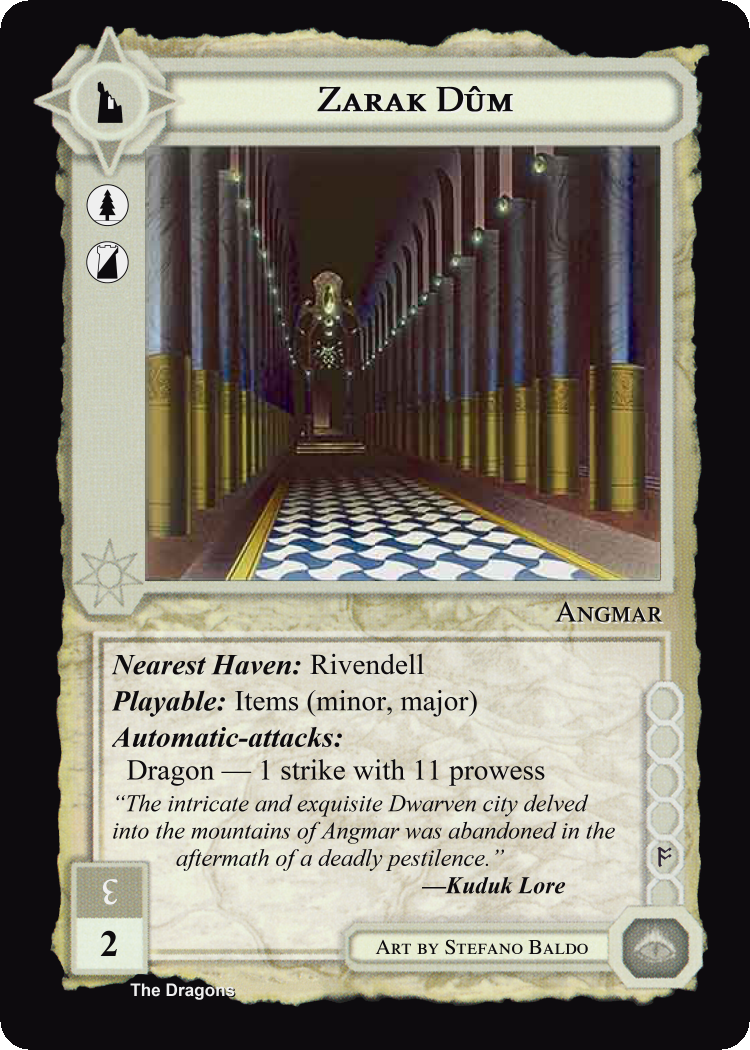 Zarak Dûm
Angmar
Nearest Haven: Rivendell
Playable: Items (minor, major)
Automatic-attacks:
Dragon — 1 strike with 11 prowess
“The intricate and exquisite Dwarven city delved
into the mountains of Angmar was abandoned in the
aftermath of a deadly pestilence.”
—Kuduk Lore
2
Art by Stefano Baldo
The Dragons